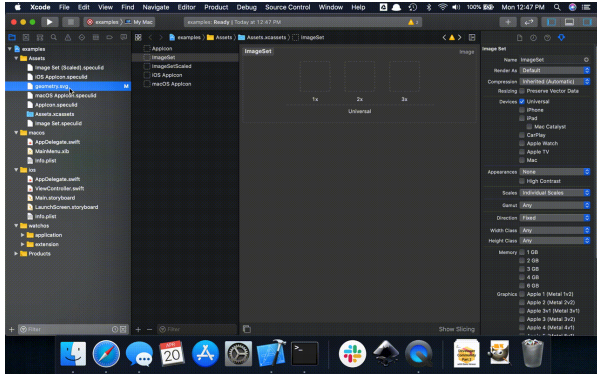 Xcode File Edit View Find Navigate Editor Product Debug Source Control Window Help 100% Mon 12:47 PM
examples My Mac examples: Ready | Today at 12:47 PM 2
examples Assets Assets.xcassets ImageSet
examples
Assets
Image Set (Scaled).speculid
iOS AppIcon.speculid
geometry.svg M
macOS AppIcon.speculid
AppIcon.speculid
Assets.xcassets
Image Set.speculid
macos
AppDelegate.swift
MainMenu.xib
Info.plist
ios
AppDelegate.swift
ViewController.swift
Main.storyboard
LaunchScreen.storyboard
Info.plist
watchos
application
extension
Products
Filter
AppIcon
ImageSet
ImageSetScaled
iOS AppIcon
macOS AppIcon
Filter
ImageSet Image
1x 2x 3x
Universal
Show Slicing
Image Set
Name ImageSet
Render As Default
Compression Inherited (Automatic)
Resizing Preserve Vector Data
Devices Universal
iPhone
iPad
Mac Catalyst
CarPlay
Apple Watch
Apple TV
Mac
Appearances None
High Contrast
Scales Individual Scales
Gamut Any
Direction Fixed
Width Class Any
Height Class Any
Memory 1 GB
2 GB
3 GB
4 GB
6 GB
Graphics Apple 1 (Metal 1v2)
Apple 2 (Metal 2v2)
Apple 3v1 (Metal 3v1)
Apple 3 (Metal 3v2)
Apple 4 (Metal 4v1)
APR
20